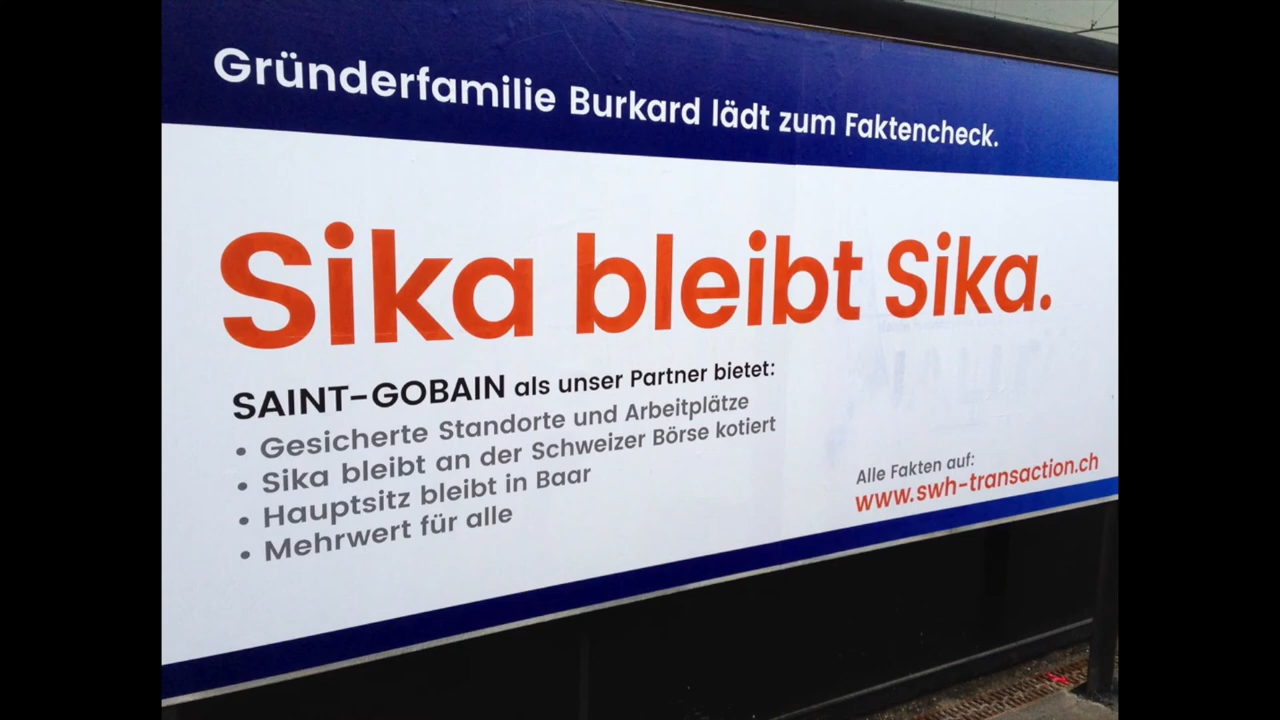 Gründerfamilie Burkard lädt zum Faktencheck.
Sika bleibt Sika.
SAINT-GOBAIN als unser Partner bietet:
• Gesicherte Standorte und Arbeitplätze
• Sika bleibt an der Schweizer Börse kotiert
• Hauptsitz bleibt in Baar
• Mehrwert für alle
Alle Fakten auf:
www.swh-transaction.ch